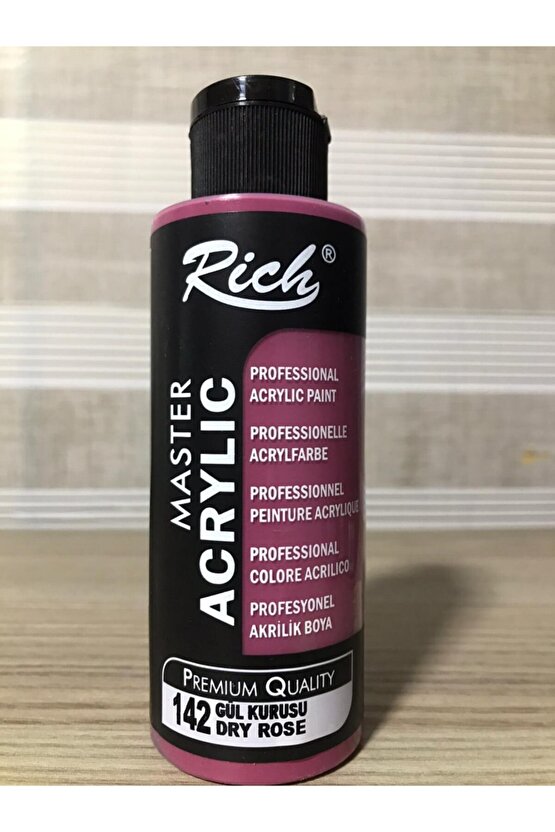 Rich®
MASTER
ACRYLIC
PROFESSIONAL
ACRYLIC PAINT
PROFESSIONELLE
ACRYLFARBE
PROFESSIONNEL
PEINTURE ACRYLIQUE
PROFESSIONAL
COLORE ACRILICO
PROFESYONEL
AKRİLİK BOYA
PREMIUM QUALITY
142 GÜL KURUSU
DRY ROSE